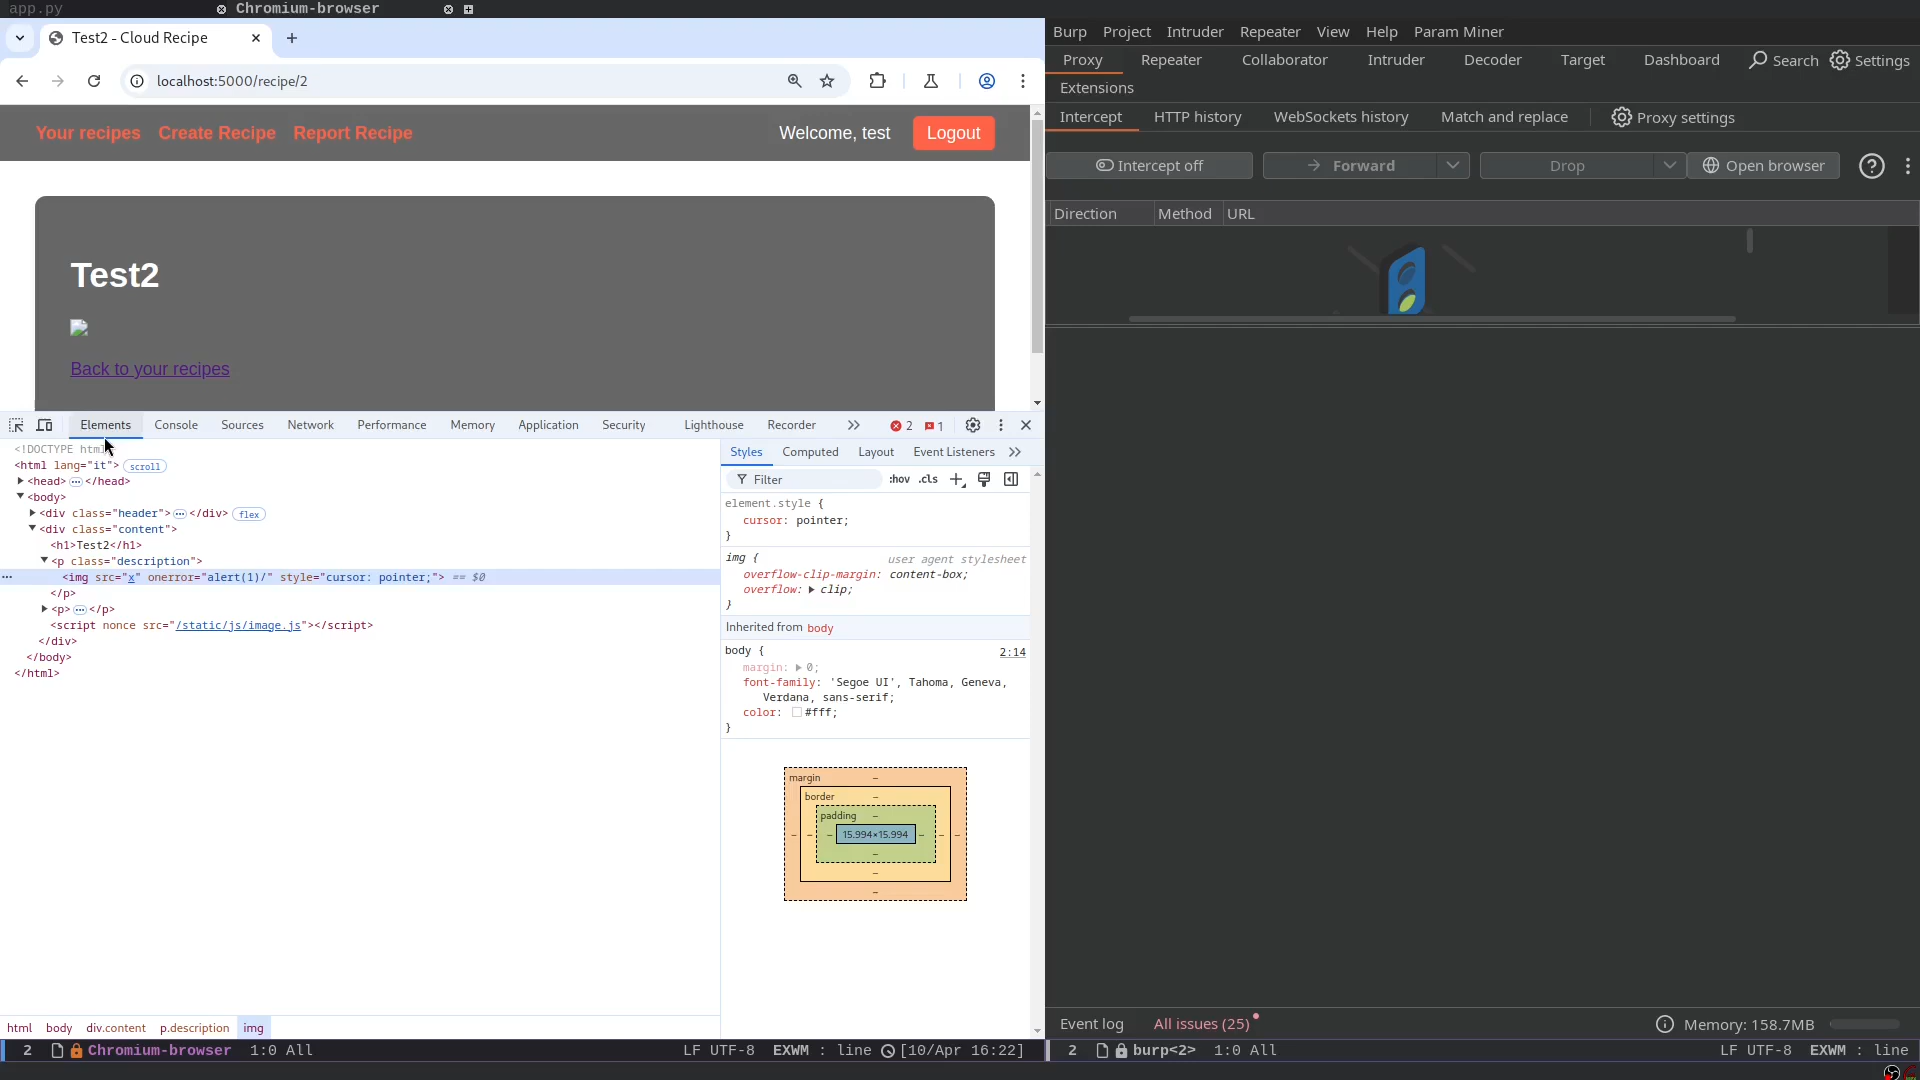 app.py
Chromium-browser
Test2 - Cloud Recipe
localhost:5000/recipe/2
Your recipes Create Recipe Report Recipe
Welcome, test Logout
Test2
Back to your recipes
Elements Console Sources Network Performance Memory Application Security Lighthouse Recorder 2 1
<!DOCTYPE htm
<html lang="it"> scroll
<head> </head>
<body>
<div class="header"> </div> flex
<div class="content">
<h1>Test2</h1>
<p class="description">
<img src="x" onerror="alert(1)/" style="cursor: pointer;"> == $0
</p>
<p> </p>
<script nonce src="/static/js/image.js"></script>
</div>
</body>
</html>
Styles Computed Layout Event Listeners
Filter :hov .cls
element.style {
cursor: pointer;
}
img { user agent stylesheet
overflow-clip-margin: content-box;
overflow: clip;
}
Inherited from body
body { 2:14
margin: 0;
font-family: 'Segoe UI', Tahoma, Geneva,
Verdana, sans-serif;
color: #fff;
}
margin –
border –
padding –
– – – 15.994×15.994 – – –
–
–
–
html body div.content p.description img
2 Chromium-browser 1:0 All LF UTF-8 EXWM : line [10/Apr 16:22]
Burp Project Intruder Repeater View Help Param Miner
Proxy Repeater Collaborator Intruder Decoder Target Dashboard Search Settings
Extensions
Intercept HTTP history WebSockets history Match and replace Proxy settings
Intercept off Forward Drop Open browser
Direction Method URL
Event log All issues (25) Memory: 158.7MB
2 burp<2> 1:0 All LF UTF-8 EXWM : line